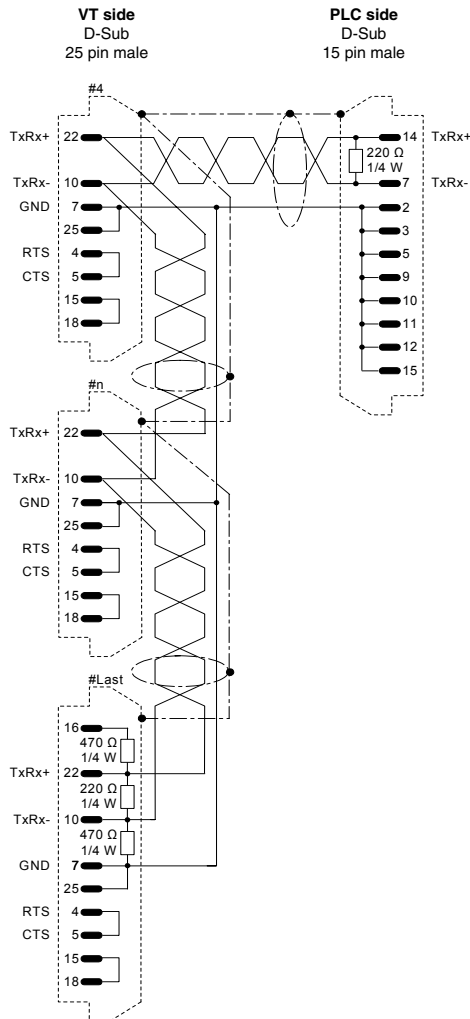 VT side
D-Sub
25 pin male
PLC side
D-Sub
15 pin male
#4
TxRx+ 22
TxRx- 10
GND 7
25
RTS 4
CTS 5
15
18
14 TxRx+
220 Ω
1/4 W
7 TxRx-
2
3
5
9
10
11
12
15
#n
TxRx+ 22
TxRx- 10
GND 7
25
RTS 4
CTS 5
15
18
#Last
16
470 Ω
1/4 W
TxRx+ 22
220 Ω
1/4 W
TxRx- 10
470 Ω
1/4 W
GND 7
25
RTS 4
CTS 5
15
18